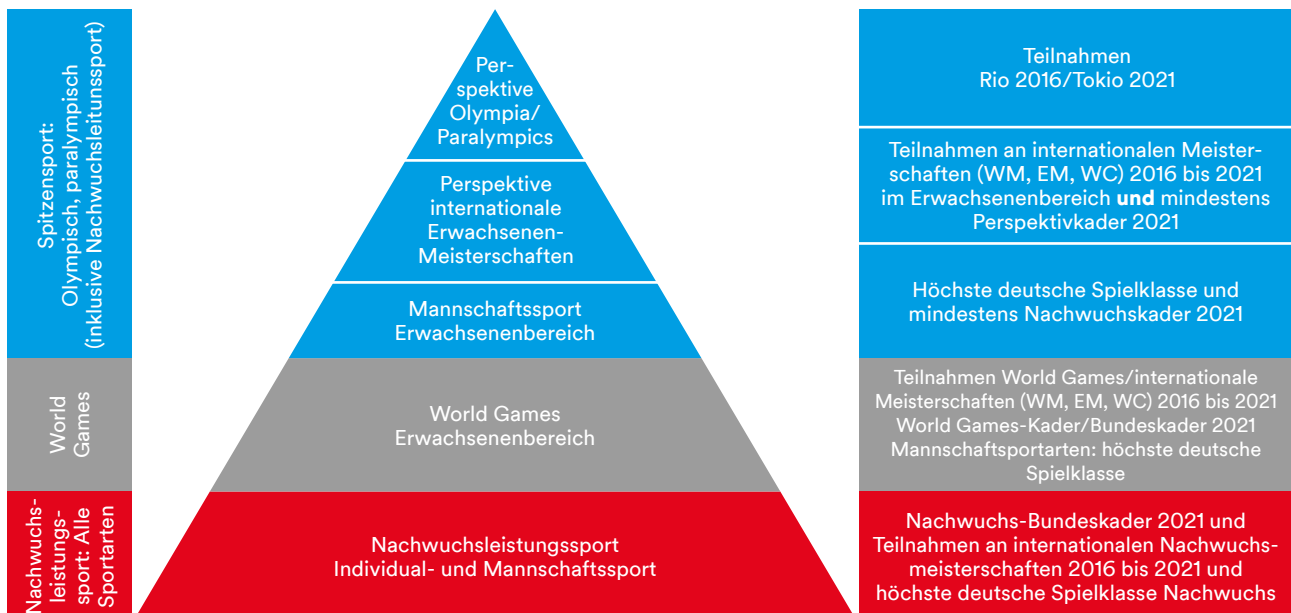 Spitzensport:
Olympisch, paralympisch
(inklusive Nachwuchsleitunssport)
Per-
spektive
Olympia/
Paralympics
Teilnahmen
Rio 2016/Tokio 2021
Perspektive
internationale
Erwachsenen-
Meisterschaften
Teilnahmen an internationalen Meister-
schaften (WM, EM, WC) 2016 bis 2021
im Erwachsenenbereich und mindestens
Perspektivkader 2021
Mannschaftssport
Erwachsenenbereich
Höchste deutsche Spielklasse und
mindestens Nachwuchskader 2021
World
Games
World Games
Erwachsenenbereich
Teilnahmen World Games/internationale
Meisterschaften (WM, EM, WC) 2016 bis 2021
World Games-Kader/Bundeskader 2021
Mannschaftsportarten: höchste deutsche
Spielklasse
Nachwuchs-
leistungs-
sport: Alle
Sportarten
Nachwuchsleistungssport
Individual- und Mannschaftssport
Nachwuchs-Bundeskader 2021 und
Teilnahmen an internationalen Nachwuchs-
meisterschaften 2016 bis 2021 und
höchste deutsche Spielklasse Nachwuchs